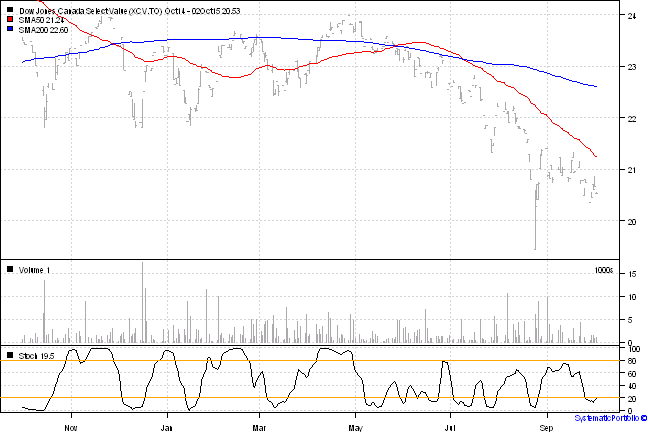 Dow Jones Canada Select Value (XCV.TO) Oct14 - 02Oct15 20.53
SMA50 21.24
SMA200 22.60
24
23
22
21
20
Volume 1
1000s
15
10
5
0
Stoch 19.5
100
80
60
40
20
0
Nov Jan Mar May Jul Sep
SystematicPortfolio ©